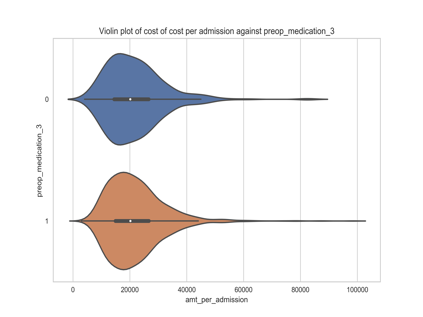 Violin plot of cost of cost per admission against preop_medication_3
preop_medication_3
0
1
0 20000 40000 60000 80000 100000
amt_per_admission